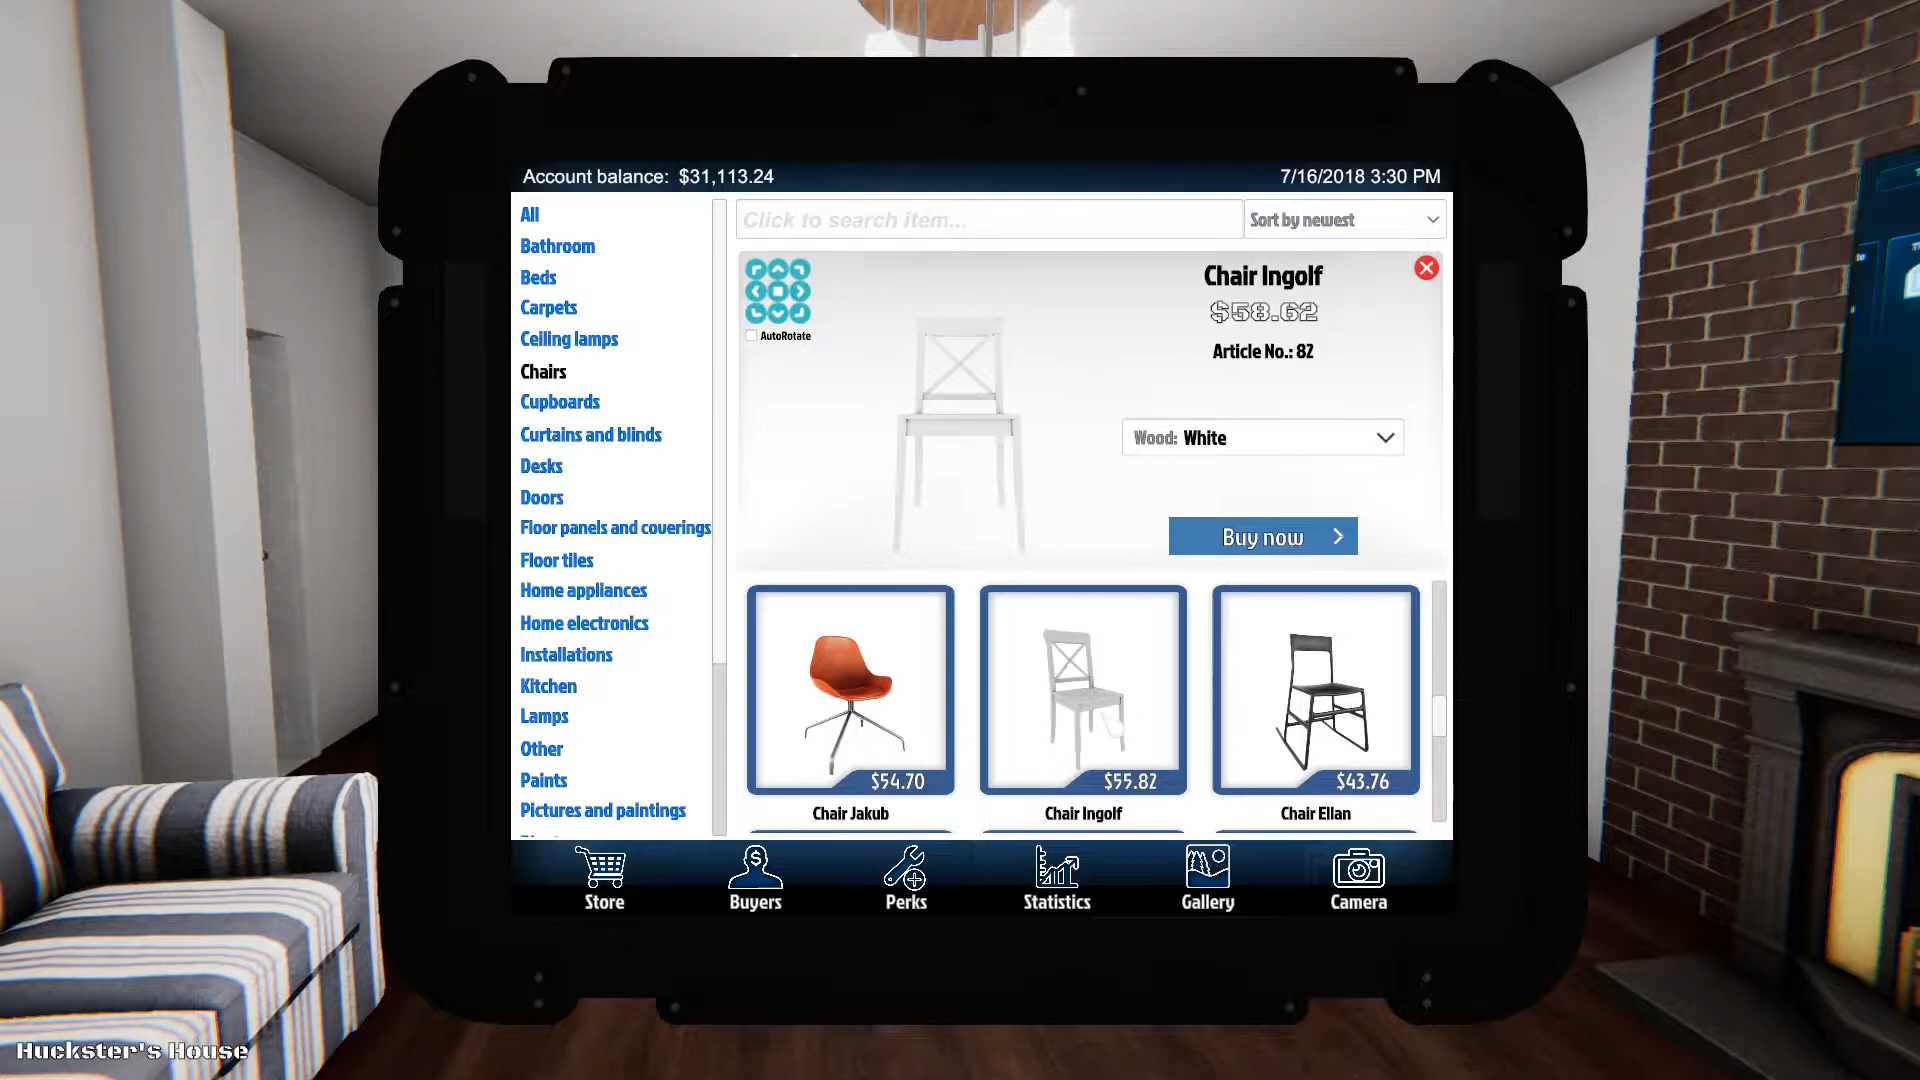 Account balance: $31,113.24
7/16/2018 3:30 PM
All
Bathroom
Beds
Carpets
Ceiling lamps
Chairs
Cupboards
Curtains and blinds
Desks
Doors
Floor panels and coverings
Floor tiles
Home appliances
Home electronics
Installations
Kitchen
Lamps
Other
Paints
Pictures and paintings
Click to search item...
Sort by newest
AutoRotate
Chair Ingolf
$58.62
Article No.: 82
Wood: White
Buy now
$54.70
$55.82
$43.76
Chair Jakub
Chair Ingolf
Chair Ellan
Store
Buyers
Perks
Statistics
Gallery
Camera
Huckster's House